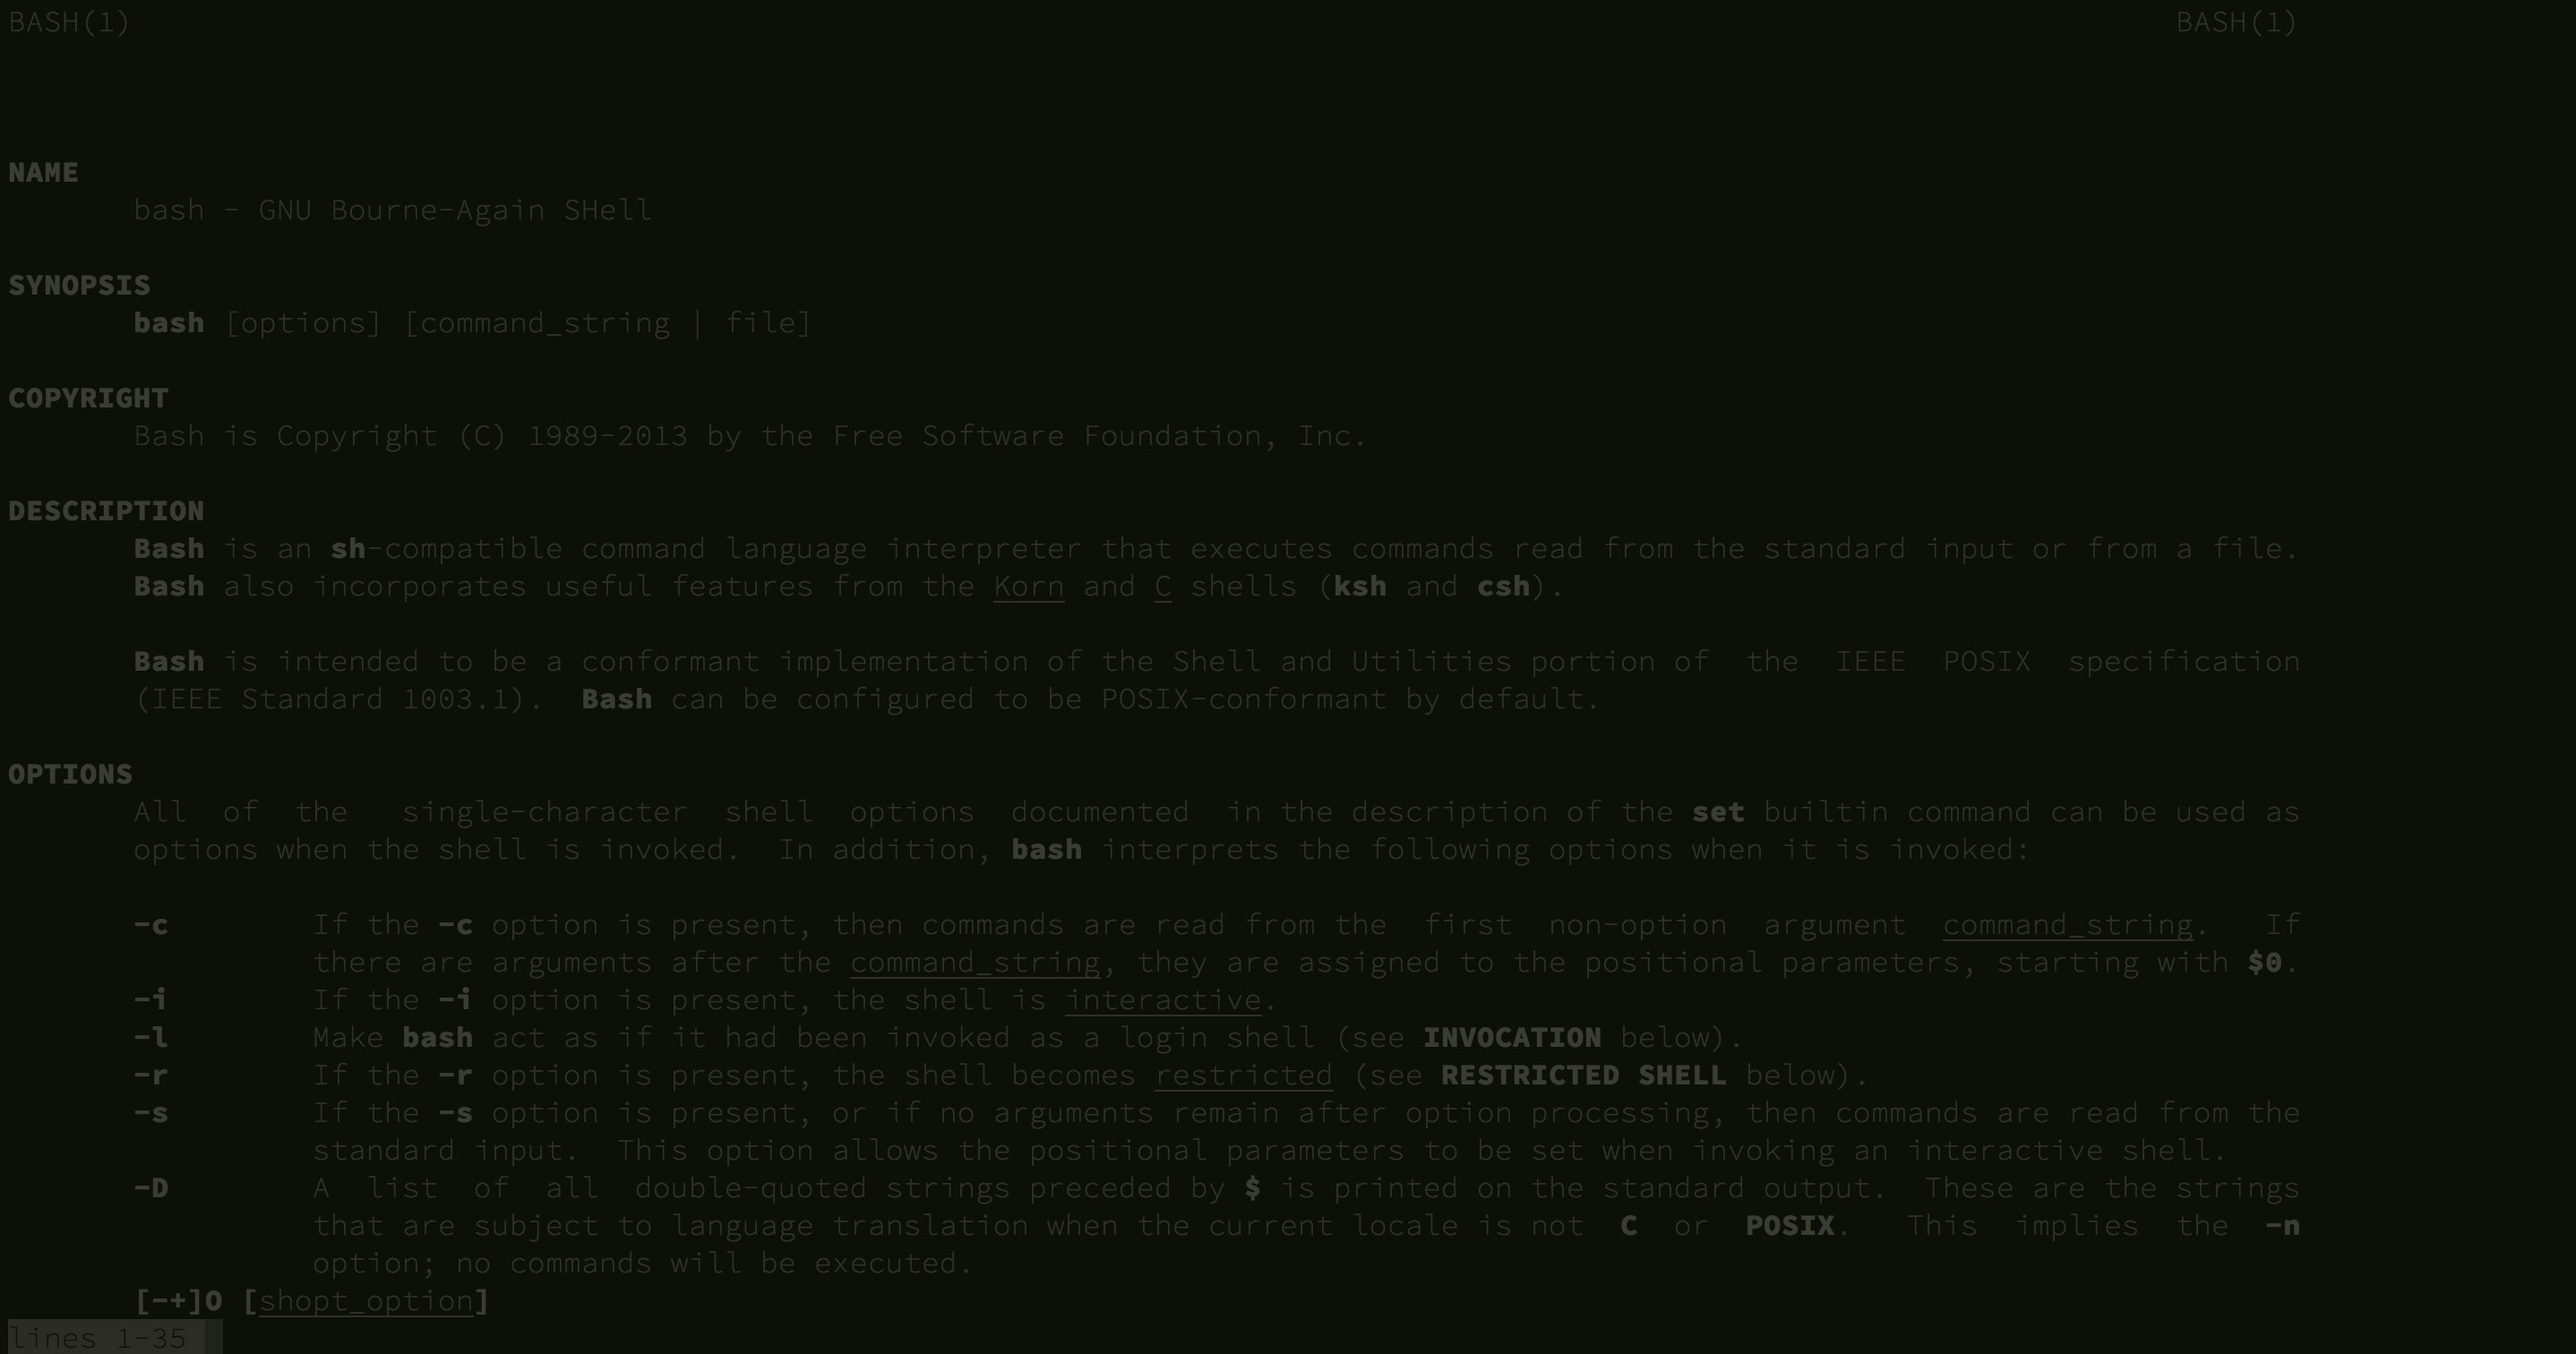 BASH(1) BASH(1)
NAME
bash - GNU Bourne-Again SHell
SYNOPSIS
bash [options] [command_string | file]
COPYRIGHT
Bash is Copyright (C) 1989-2013 by the Free Software Foundation, Inc.
DESCRIPTION
Bash is an sh-compatible command language interpreter that executes commands read from the standard input or from a file.
Bash also incorporates useful features from the Korn and C shells (ksh and csh).
Bash is intended to be a conformant implementation of the Shell and Utilities portion of the IEEE POSIX specification
(IEEE Standard 1003.1). Bash can be configured to be POSIX-conformant by default.
OPTIONS
All of the single-character shell options documented in the description of the set builtin command can be used as
options when the shell is invoked. In addition, bash interprets the following options when it is invoked:
-c If the -c option is present, then commands are read from the first non-option argument command_string. If
there are arguments after the command_string, they are assigned to the positional parameters, starting with $0.
-i If the -i option is present, the shell is interactive.
-l Make bash act as if it had been invoked as a login shell (see INVOCATION below).
-r If the -r option is present, the shell becomes restricted (see RESTRICTED SHELL below).
-s If the -s option is present, or if no arguments remain after option processing, then commands are read from the
standard input. This option allows the positional parameters to be set when invoking an interactive shell.
-D A list of all double-quoted strings preceded by $ is printed on the standard output. These are the strings
that are subject to language translation when the current locale is not C or POSIX. This implies the -n
option; no commands will be executed.
[-+]O [shopt_option]
lines 1-35